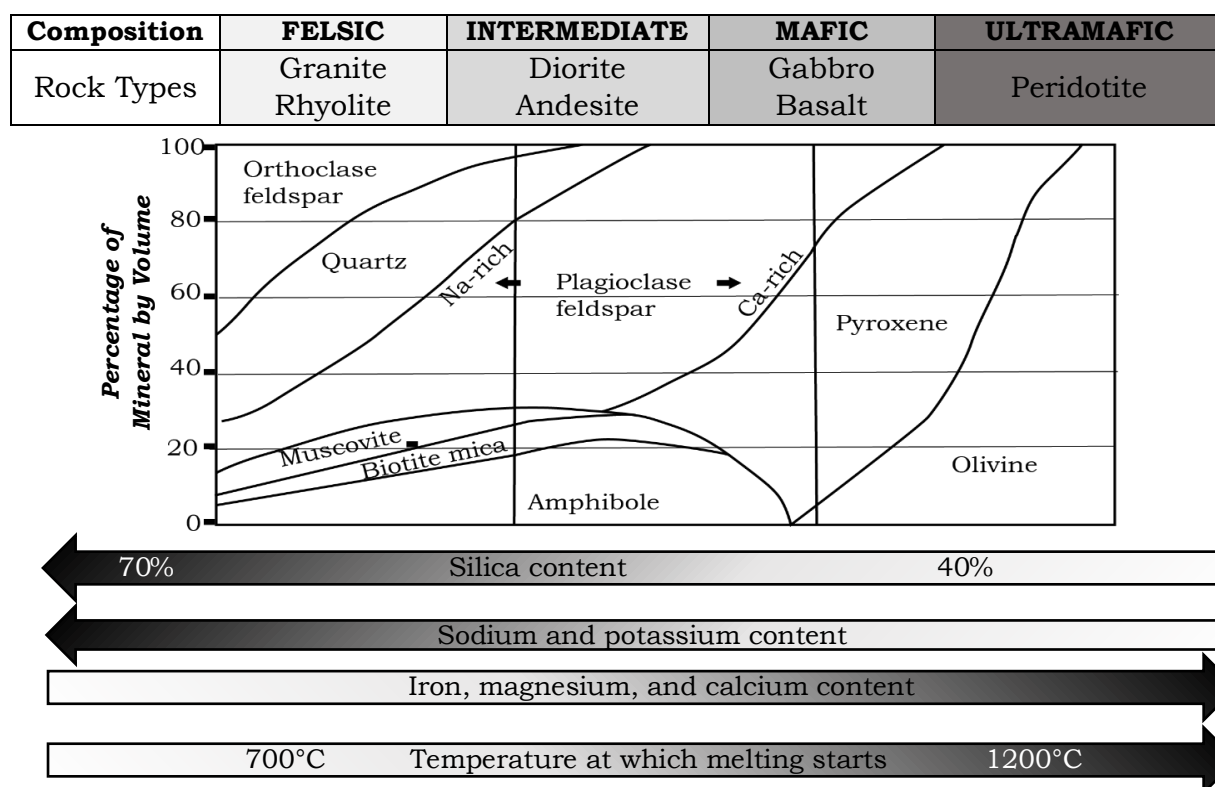 Composition FELSIC INTERMEDIATE MAFIC ULTRAMAFIC
Rock Types
Granite
Rhyolite
Diorite
Andesite
Gabbro
Basalt
Peridotite
Percentage of
Mineral by Volume
100
80
60
40
20
0
Orthoclase
feldspar
Quartz
Na-rich
Plagioclase
feldspar
Ca-rich
Pyroxene
Muscovite
Biotite mica
Amphibole
Olivine
70% Silica content 40%
Sodium and potassium content
Iron, magnesium, and calcium content
700°C Temperature at which melting starts 1200°C